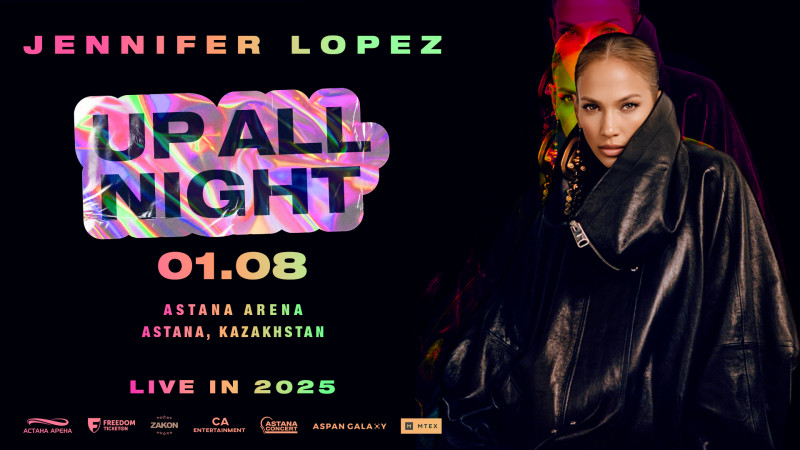 JENNIFER LOPEZ
UP ALL
NIGHT
01.08
ASTANA ARENA
ASTANA, KAZAKHSTAN
LIVE IN 2025
АСТАНА АРЕНА
FREEDOM
TICKETON
ZAKON
CA
ENTERTAINMENT
ASTANA
CONCERT
ASPAN GALAXY
MTEX